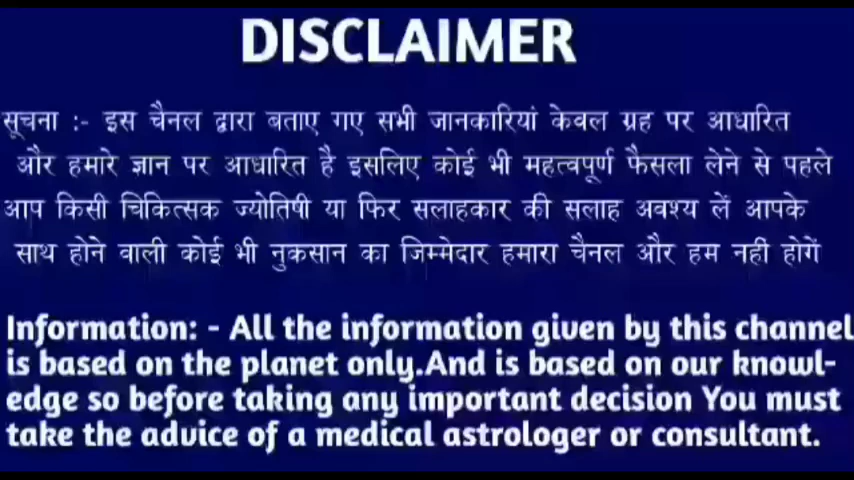 DISCLAIMER
सूचना :- इस चैनल द्वारा बताए गए सभी जानकारियां केवल ग्रह पर आधारित
और हमारे ज्ञान पर आधारित है इसलिए कोई भी महत्वपूर्ण फैसला लेने से पहले
आप किसी चिकित्सक ज्योतिषी या फिर सलाहकार की सलाह अवश्य लें आपके
साथ होने वाली कोई भी नुकसान का जिम्मेदार हमारा चैनल और हम नहीं होगें
Information: - All the information given by this channel
is based on the planet only.And is based on our knowl-
edge so before taking any important decision You must
take the advice of a medical astrologer or consultant.